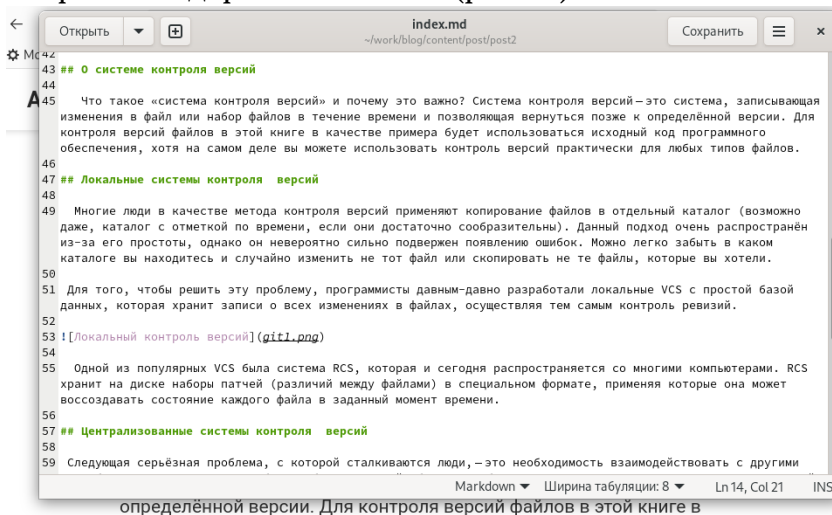 Открыть
index.md
~/work/blog/content/post/post2
Сохранить
42
43 ## О системе контроля версий
44
45 Что такое «система контроля версий» и почему это важно? Система контроля версий — это система, записывающая
изменения в файл или набор файлов в течение времени и позволяющая вернуться позже к определённой версии. Для
контроля версий файлов в этой книге в качестве примера будет использоваться исходный код программного
обеспечения, хотя на самом деле вы можете использовать контроль версий практически для любых типов файлов.
46
47 ## Локальные системы контроля  версий
48
49 Многие люди в качестве метода контроля версий применяют копирование файлов в отдельный каталог (возможно
даже, каталог с отметкой по времени, если они достаточно сообразительны). Данный подход очень распространён
из-за его простоты, однако он невероятно сильно подвержен появлению ошибок. Можно легко забыть в каком
каталоге вы находитесь и случайно изменить не тот файл или скопировать не те файлы, которые вы хотели.
50
51 Для того, чтобы решить эту проблему, программисты давным-давно разработали локальные VCS с простой базой
данных, которая хранит записи о всех изменениях в файлах, осуществляя тем самым контроль ревизий.
52
53 ![Локальный контроль версий](git1.png)
54
55 Одной из популярных VCS была система RCS, которая и сегодня распространяется со многими компьютерами. RCS
хранит на диске наборы патчей (различий между файлами) в специальном формате, применяя которые она может
воссоздавать состояние каждого файла в заданный момент времени.
56
57 ## Централизованные системы контроля  версий
58
59 Следующая серьёзная проблема, с которой сталкиваются люди, — это необходимость взаимодействовать с другими
Markdown Ширина табуляции: 8 Ln 14, Col 21 INS
определённой версии. Для контроля версий файлов в этой книге в